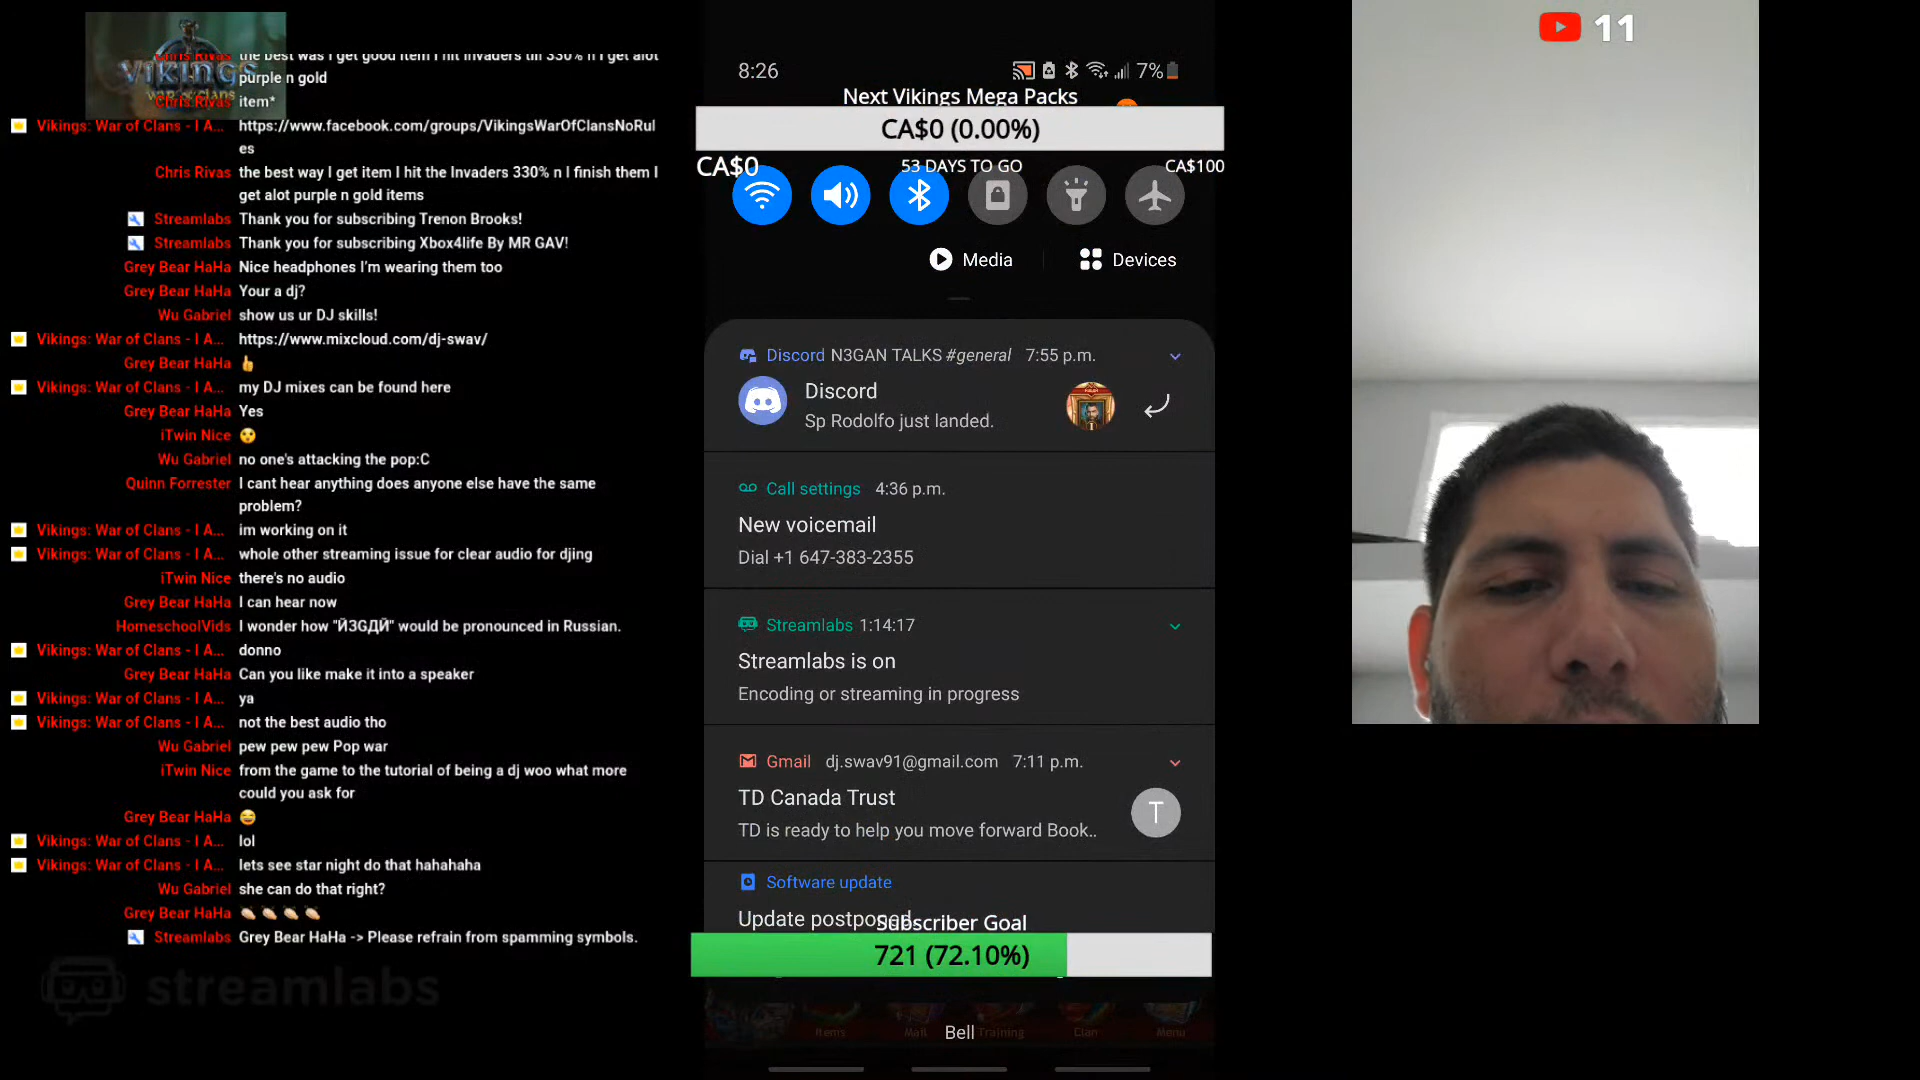 VIKINGS
WAR OF CLANS
Chris Rivas the best was I get good item I hit Invaders till 330% n I get alot
purple n gold
Chris Rivas item*
Vikings: War of Clans - I A... https://www.facebook.com/groups/VikingsWarOfClansNoRul
es
Chris Rivas the best way I get item I hit the Invaders 330% n I finish them I
get alot purple n gold items
Streamlabs Thank you for subscribing Trenon Brooks!
Streamlabs Thank you for subscribing Xbox4life By MR GAV!
Grey Bear HaHa Nice headphones I'm wearing them too
Grey Bear HaHa Your a dj?
Wu Gabriel show us ur DJ skills!
Vikings: War of Clans - I A... https://www.mixcloud.com/dj-swav/
Grey Bear HaHa 👍
Vikings: War of Clans - I A... my DJ mixes can be found here
Grey Bear HaHa Yes
iTwin Nice 😲
Wu Gabriel no one's attacking the pop:C
Quinn Forrester I cant hear anything does anyone else have the same
problem?
Vikings: War of Clans - I A... im working on it
Vikings: War of Clans - I A... whole other streaming issue for clear audio for djing
iTwin Nice there's no audio
Grey Bear HaHa I can hear now
HomeschoolVids I wonder how "ЙЗGДЙ" would be pronounced in Russian.
Vikings: War of Clans - I A... donno
Grey Bear HaHa Can you like make it into a speaker
Vikings: War of Clans - I A... ya
Vikings: War of Clans - I A... not the best audio tho
Wu Gabriel pew pew pew Pop war
iTwin Nice from the game to the tutorial of being a dj woo what more
could you ask for
Grey Bear HaHa 😄
Vikings: War of Clans - I A... lol
Vikings: War of Clans - I A... lets see star night do that hahahaha
Wu Gabriel she can do that right?
Grey Bear HaHa 👏🏻 👏🏻 👏🏻 👏🏻
Streamlabs Grey Bear HaHa -> Please refrain from spamming symbols.
streamlabs
8:26 7%
Next Vikings Mega Packs
CA$0 (0.00%)
CA$0 53 DAYS TO GO CA$100
Media Devices
Discord N3GAN TALKS #general 7:55 p.m.
Discord
Sp Rodolfo just landed.
Call settings 4:36 p.m.
New voicemail
Dial +1 647-383-2355
Streamlabs 1:14:17
Streamlabs is on
Encoding or streaming in progress
Gmail dj.swav91@gmail.com 7:11 p.m.
TD Canada Trust
TD is ready to help you move forward Book..
T
Software update
Update postponed
Subscriber Goal
721 (72.10%)
Items Mail Training Clan Menu
Bell
11